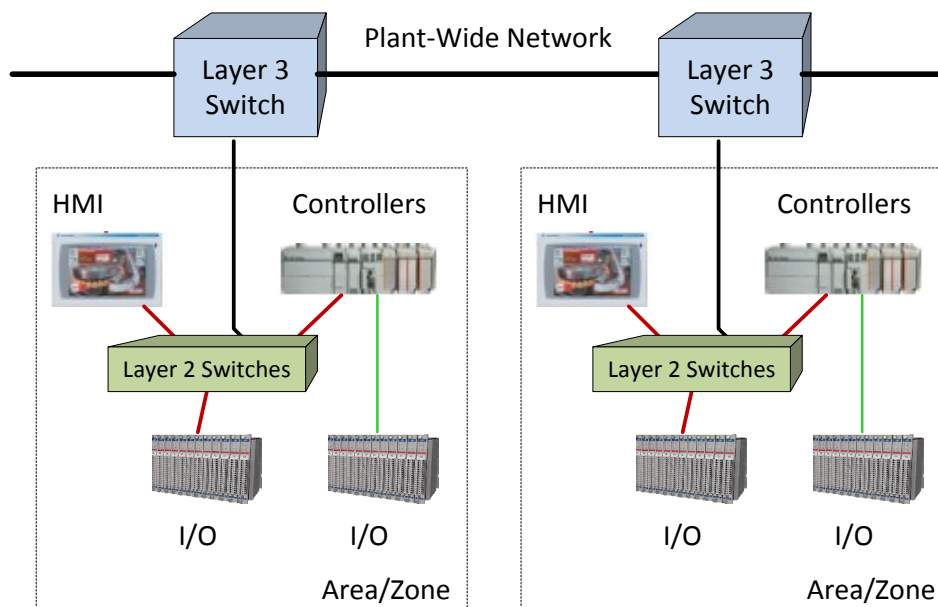 Plant-Wide Network
Layer 3
Switch
Layer 3
Switch
HMI
Controllers
Layer 2 Switches
I/O
I/O
Area/Zone
HMI
Controllers
Layer 2 Switches
I/O
I/O
Area/Zone